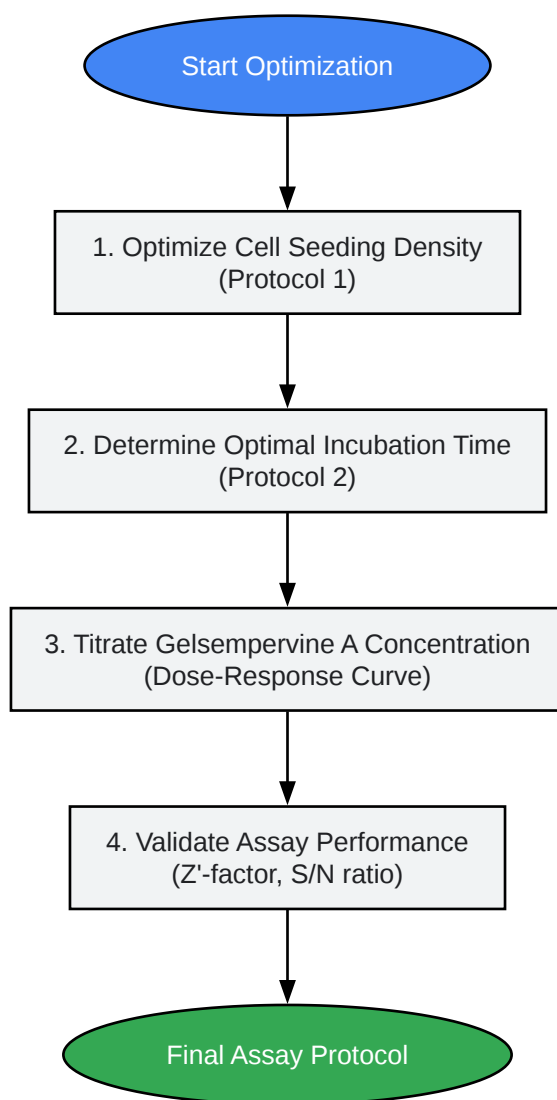 Start Optimization
1. Optimize Cell Seeding Density
(Protocol 1)
2. Determine Optimal Incubation Time
(Protocol 2)
3. Titrate Gelsempervine A Concentration
(Dose-Response Curve)
4. Validate Assay Performance
(Z'-factor, S/N ratio)
Final Assay Protocol